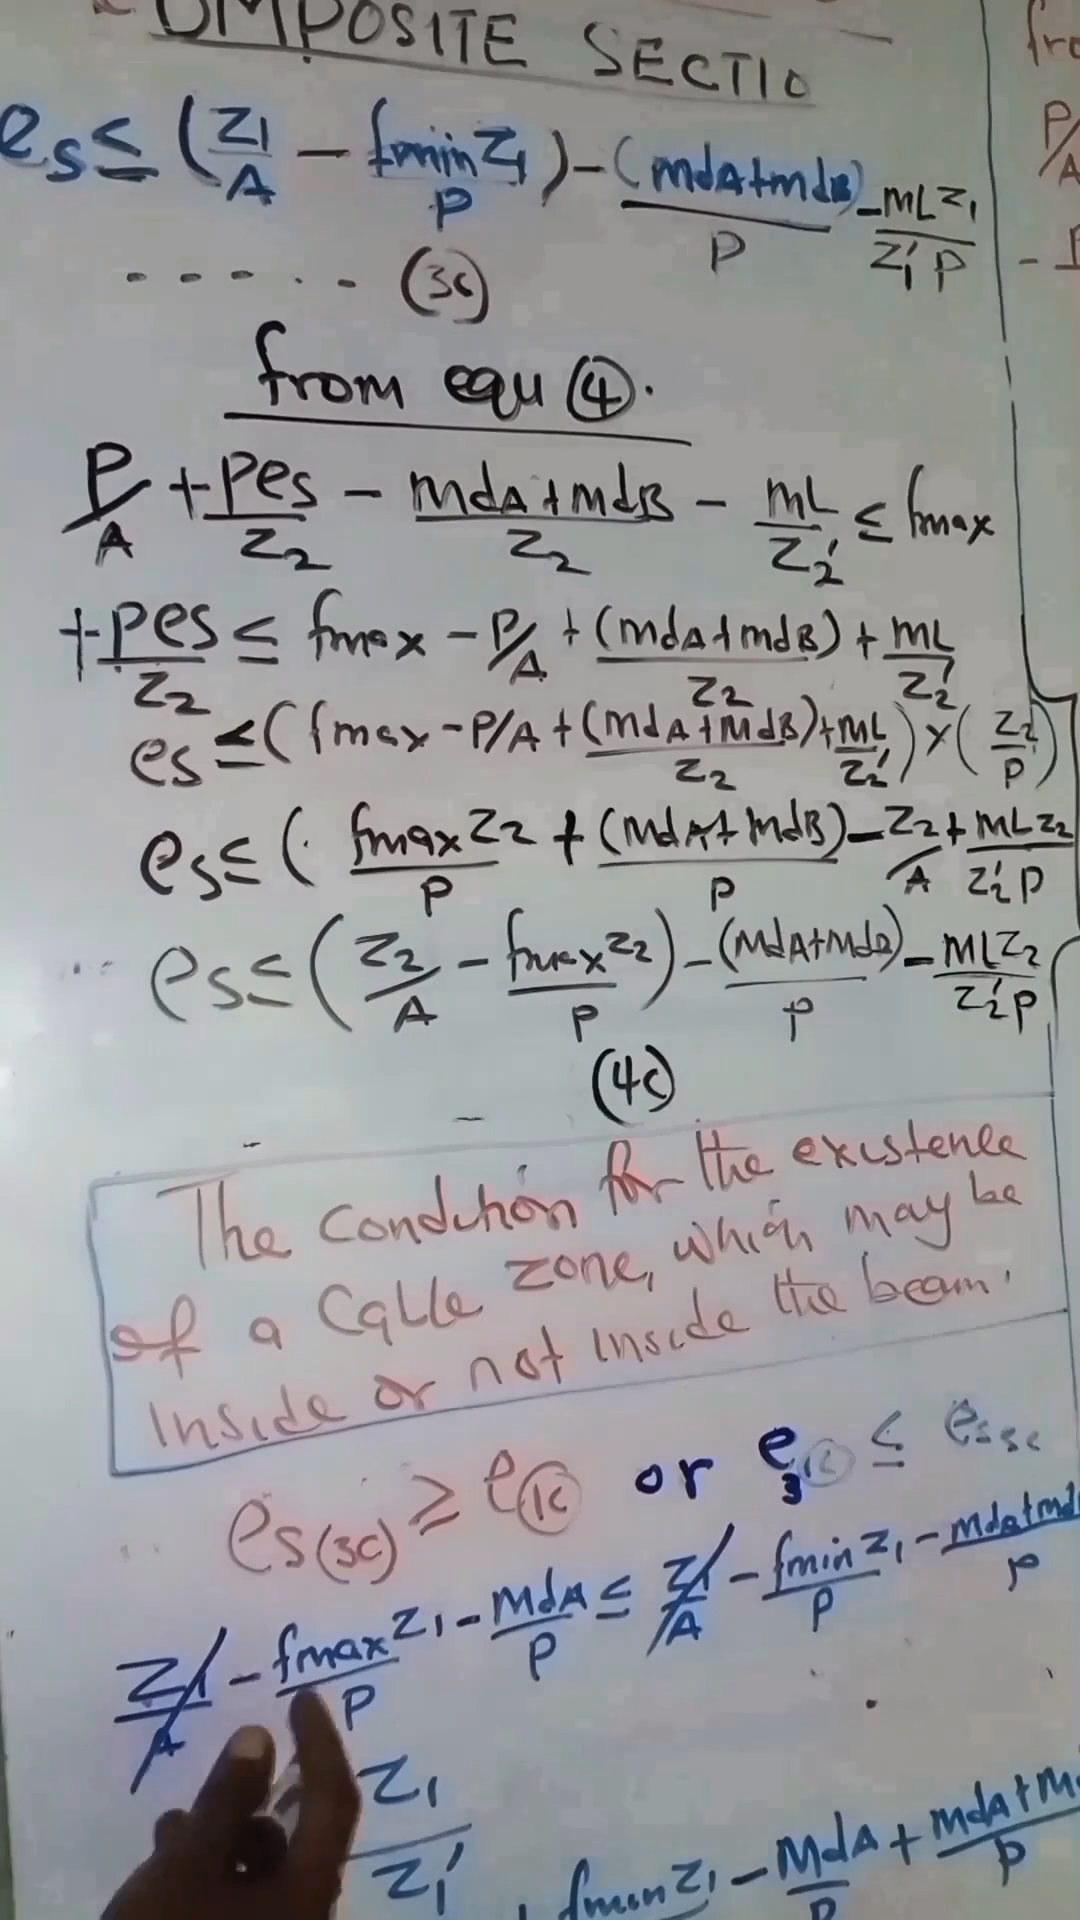 OMPOSITE SECTIO
es ≤ (Z1/A - fmin Z1/P) - (mdA+mdB)/P - mL Z1/Z1'P
------ (3c)
from equ (4).
P/A + Pes/Z2 - mdA+mdB/Z2 - mL/Z2' ≤ fmax
+Pes/Z2 ≤ fmax - P/A + (mdA+mdB)/Z2 + mL/Z2'
es ≤ (fmax - P/A + (mdA+mdB)/Z2 + mL/Z2') × (Z2/P)
es ≤ (· fmax Z2/P + (mdA+mdB)/P - Z2/A + mL Z2/Z2'P
es ≤ (Z2/A - fmax Z2/P) - (mdA+mdB)/P - mL Z2/Z2'P
(4c)
The condition for the existence
of a Cable zone, which may be
inside or not inside the beam.
es(3c) ≥ e(1c) or
Z1/A - fmax Z1/P - mdA/P ≤ Z1/A - fmin Z1/P - mdA+md/P
Z1/Z1'
fmin Z1 - mdA/P + mdA+m/P
fro
P/A